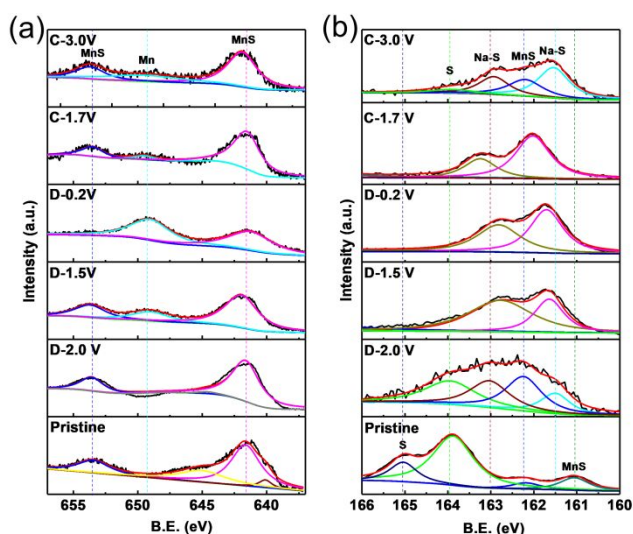 (a)
C-3.0V
MnS
Mn
MnS
C-1.7V
D-0.2V
D-1.5V
D-2.0 V
Pristine
Intensity (a.u.)
655 650 645 640
B.E. (eV)
(b)
C-3.0 V
S
Na-S
MnS
Na-S
C-1.7 V
D-0.2 V
D-1.5 V
D-2.0 V
Pristine
S
MnS
Intensity (a.u.)
166 165 164 163 162 161 160
B.E. (eV)